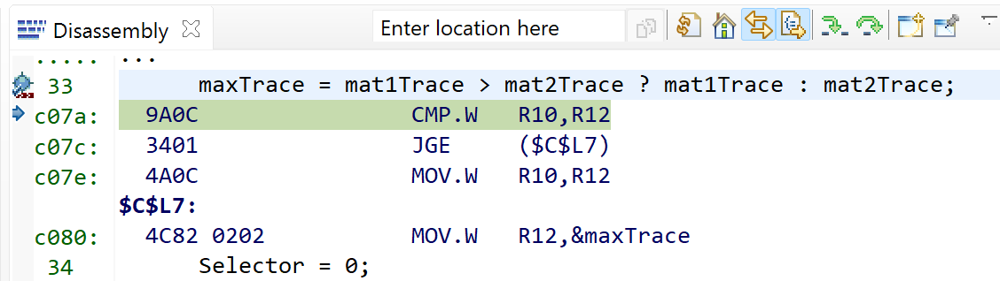 Disassembly Enter location here
..... ...
33 maxTrace = mat1Trace > mat2Trace ? mat1Trace : mat2Trace;
c07a: 9A0C CMP.W R10,R12
c07c: 3401 JGE ($C$L7)
c07e: 4A0C MOV.W R10,R12
$C$L7:
c080: 4C82 0202 MOV.W R12,&maxTrace
34 Selector = 0;